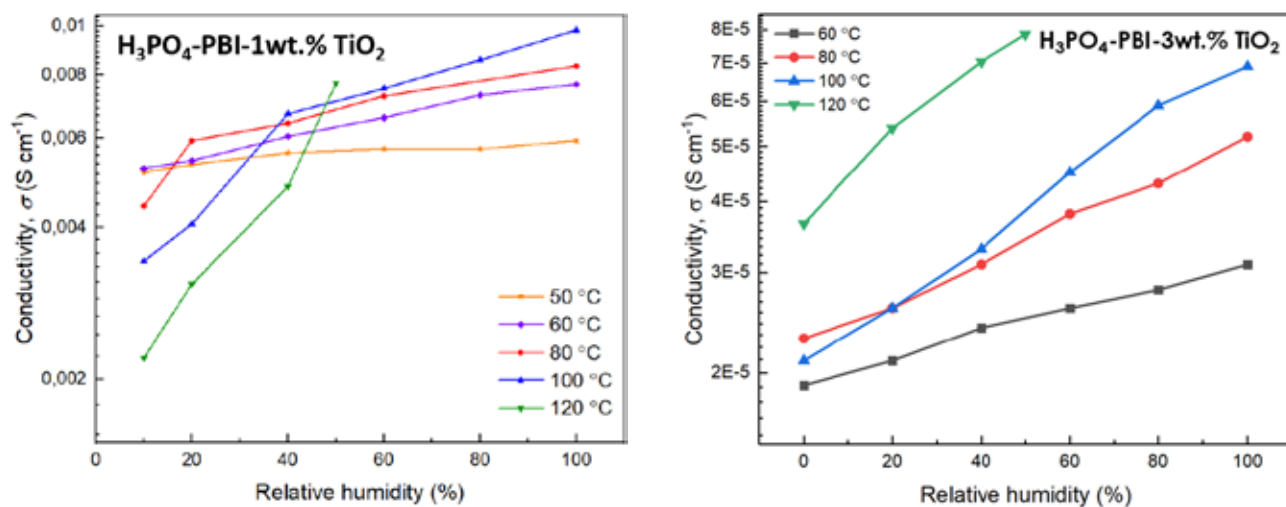 H₃PO₄-PBI-1wt.% TiO₂
Conductivity, σ (S cm⁻¹)
0,01
0,008
0,006
0,004
0,002
0 20 40 60 80 100
Relative humidity (%)
50 °C
60 °C
80 °C
100 °C
120 °C
H₃PO₄-PBI-3wt.% TiO₂
60 °C
80 °C
100 °C
120 °C
Conductivity, σ (S cm⁻¹)
8E-5
7E-5
6E-5
5E-5
4E-5
3E-5
2E-5
0 20 40 60 80 100
Relative humidity (%)